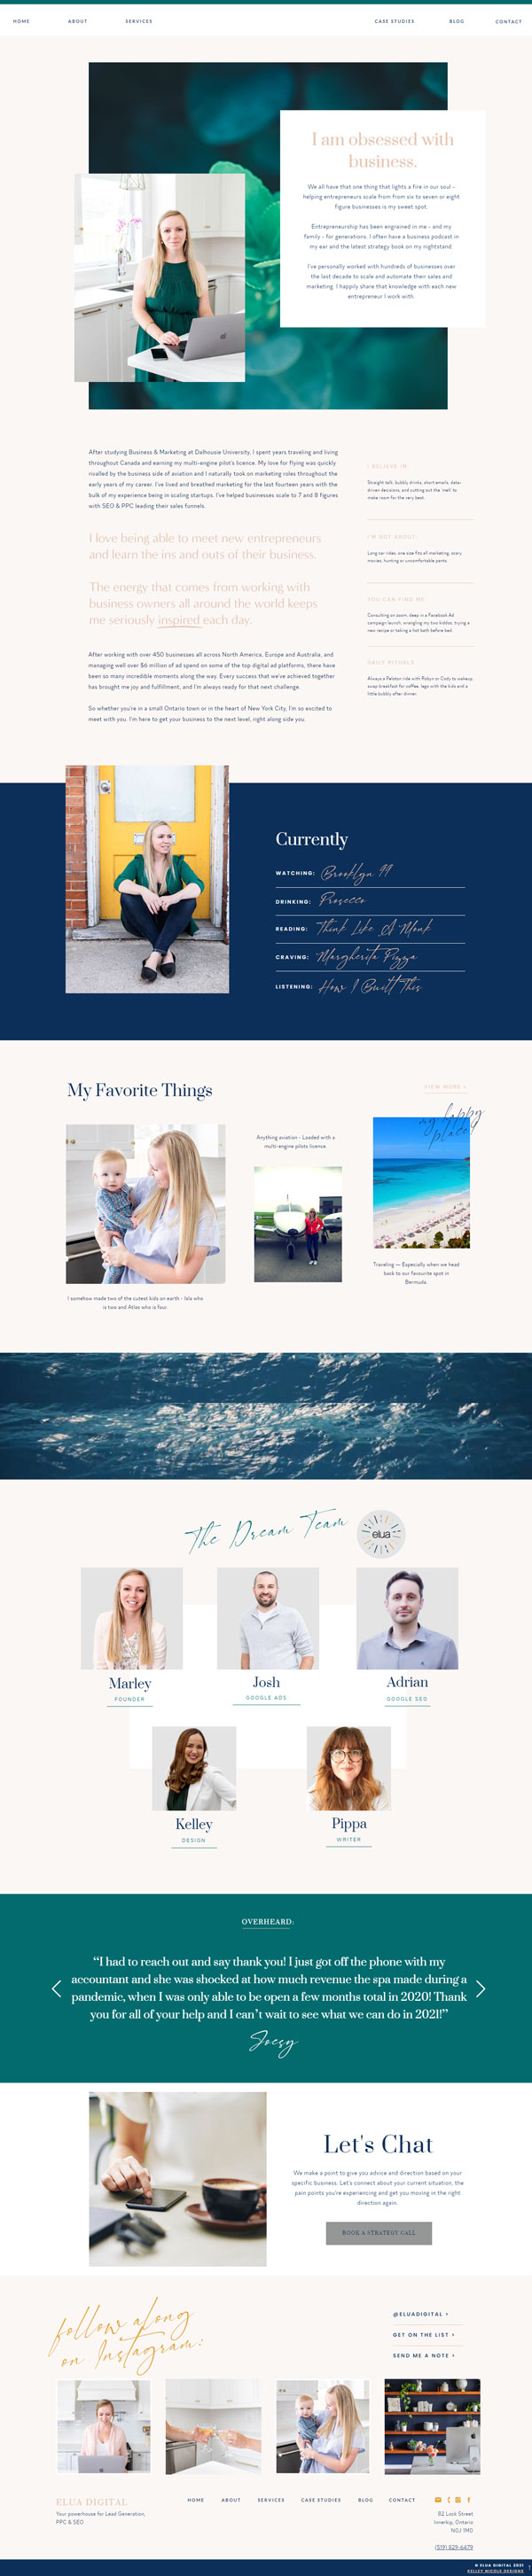 HOME ABOUT SERVICES CASE STUDIES BLOG CONTACT
I am obsessed with
business.
We all have that one thing that lights a fire in our soul -
helping entrepreneurs scale from from six to seven or eight
figure businesses is my sweet spot.
Entrepreneurship has been engrained in me - and my
family - for generations. I often have a business podcast in
my ear and the latest strategy book on my nightstand.
I've personally worked with hundreds of businesses over
the last decade to scale and automate their sales and
marketing. I happily share that knowledge with each new
entrepreneur I work with.
After studying Business & Marketing at Dalhousie University, I spent years traveling and living
throughout Canada and earning my multi-engine pilot's licence. My love for flying was quickly
rivalled by the business side of aviation and I naturally took on marketing roles throughout the
early years of my career. I've lived and breathed marketing for the last fourteen years with the
bulk of my experience being in scaling startups. I've helped businesses scale to 7 and 8 figures
with SEO & PPC leading their sales funnels.
I love being able to meet new entrepreneurs
and learn the ins and outs of their business.
The energy that comes from working with
business owners all around the world keeps
me seriously inspired each day.
After working with over 450 businesses all across North America, Europe and Australia, and
managing well over $6 million of ad spend on some of the top digital ad platforms, there have
been so many incredible moments along the way. Every success that we've achieved together
has brought me joy and fulfillment, and I'm always ready for that next challenge.
So whether you're in a small Ontario town or in the heart of New York City, I'm so excited to
meet with you. I'm here to get your business to the next level, right along side you.
I BELIEVE IN
Straight talk, bubbly drinks, short emails, data-
driven decisions, and cutting out the 'meh' to
make room for the very best.
I'M NOT ABOUT
Long car rides, one size fits all marketing, scary
movies, hunting or uncomfortable pants.
YOU CAN FIND ME
Consulting on zoom, deep in a Facebook Ad
campaign launch, wrangling my two kiddos, trying a
new recipe or taking a hot bath before bed.
DAILY RITUALS
Always a Peloton ride with Robyn or Cody to wakeup,
avap breakfast for coffee, lego with the kids and a
little bubbly after dinner.
Currently
WATCHING: Brooklyn 99
DRINKING: Prosecco
READING: Think Like A Monk
CRAVING: Margherita Pizza
LISTENING: How I Built This
My Favorite Things
VIEW MORE >
my happy
place
Anything aviation - Loaded with a
multi-engine pilots licence.
Traveling — Especially when we head
back to our favourite spot in
Bermuda.
I somehow made two of the cutest kids on earth - Isla who
is two and Atlas who is four.
The Dream Team
elua
Marley
FOUNDER
Josh
GOOGLE ADS
Adrian
GOOGLE SEO
Kelley
DESIGN
Pippa
WRITER
OVERHEARD:
“I had to reach out and say thank you! I just got off the phone with my
accountant and she was shocked at how much revenue the spa made during a
pandemic, when I was only able to be open a few months total in 2020! Thank
you for all of your help and I can’t wait to see what we can do in 2021!”
Let's Chat
We make a point to give you advice and direction based on your
specific business. Let's connect about your current situation, the
pain points you're experiencing and get you moving in the right
direction again.
BOOK A STRATEGY CALL
follow along
on Instagram:
@ELUADIGITAL >
GET ON THE LIST >
SEND ME A NOTE >
ELUA DIGITAL
Your powerhouse for Lead Generation,
PPC & SEO
HOME ABOUT SERVICES CASE STUDIES BLOG CONTACT
82 Lock Street
Innerkip, Ontario
N0J 1M0
(519) 829-6479
© ELUA DIGITAL 2021
KELLEY NICOLE DESIGNS